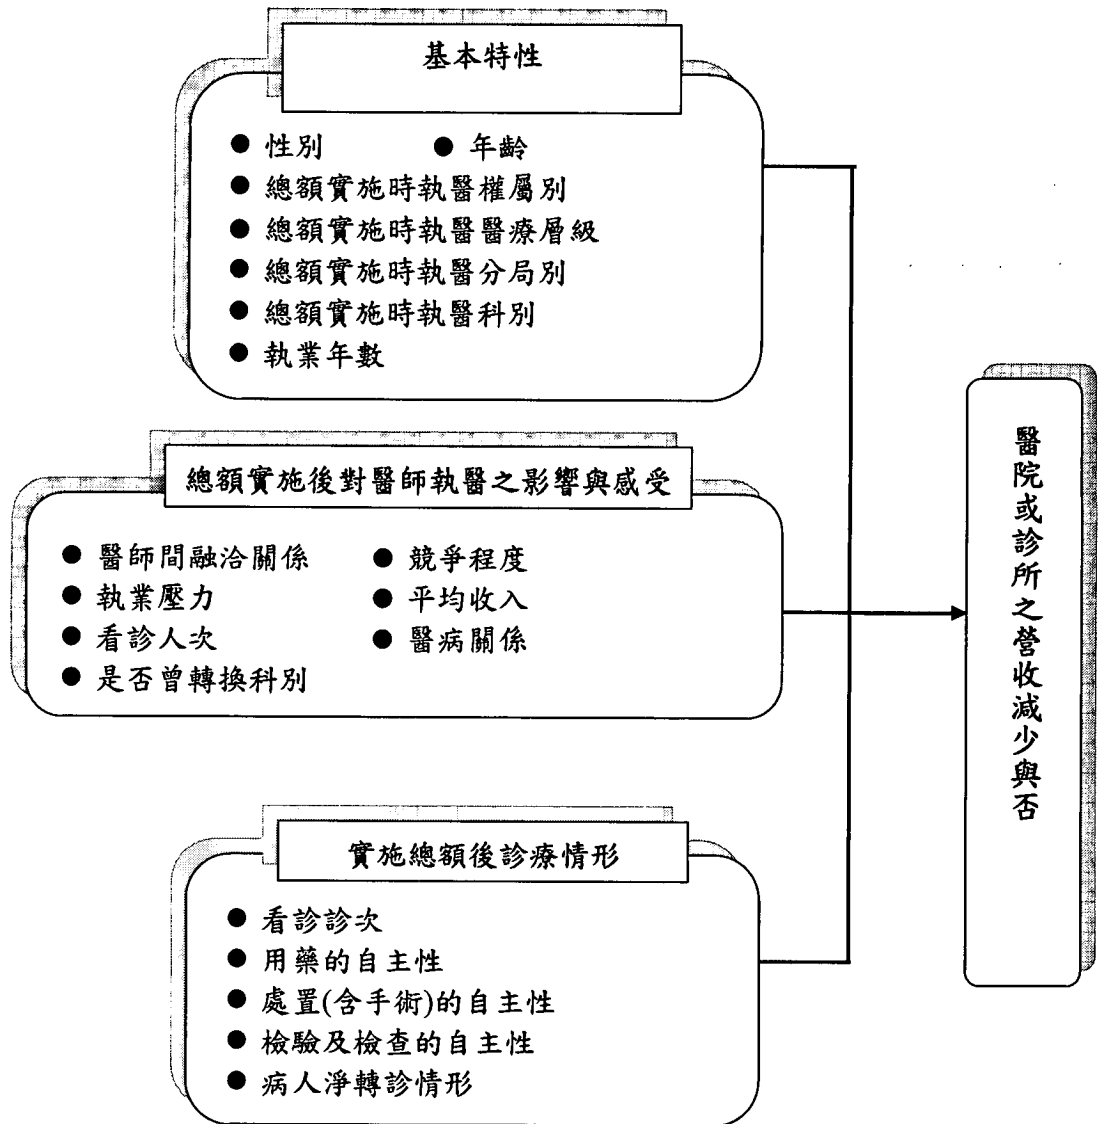 基本特性
● 性別 ● 年齡
● 總額實施時執醫權屬別
● 總額實施時執醫醫療層級
● 總額實施時執醫分局別
● 總額實施時執醫科別
● 執業年數
總額實施後對醫師執醫之影響與感受
● 醫師間融洽關係 ● 競爭程度
● 執業壓力 ● 平均收入
● 看診人次 ● 醫病關係
● 是否曾轉換科別
實施總額後診療情形
● 看診診次
● 用藥的自主性
● 處置(含手術)的自主性
● 檢驗及檢查的自主性
● 病人淨轉診情形
醫院或診所之營收減少與否